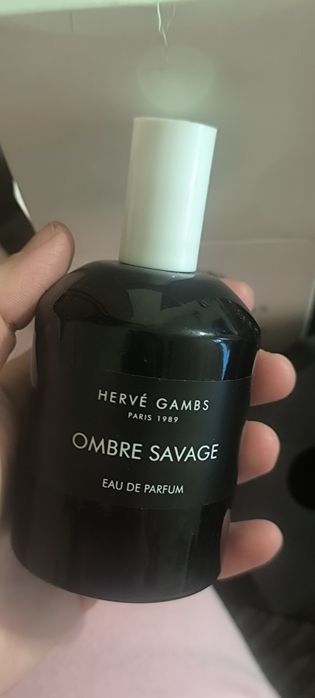 HERVÉ GAMBS
PARIS 1989
OMBRE SAVAGE
EAU DE PARFUM